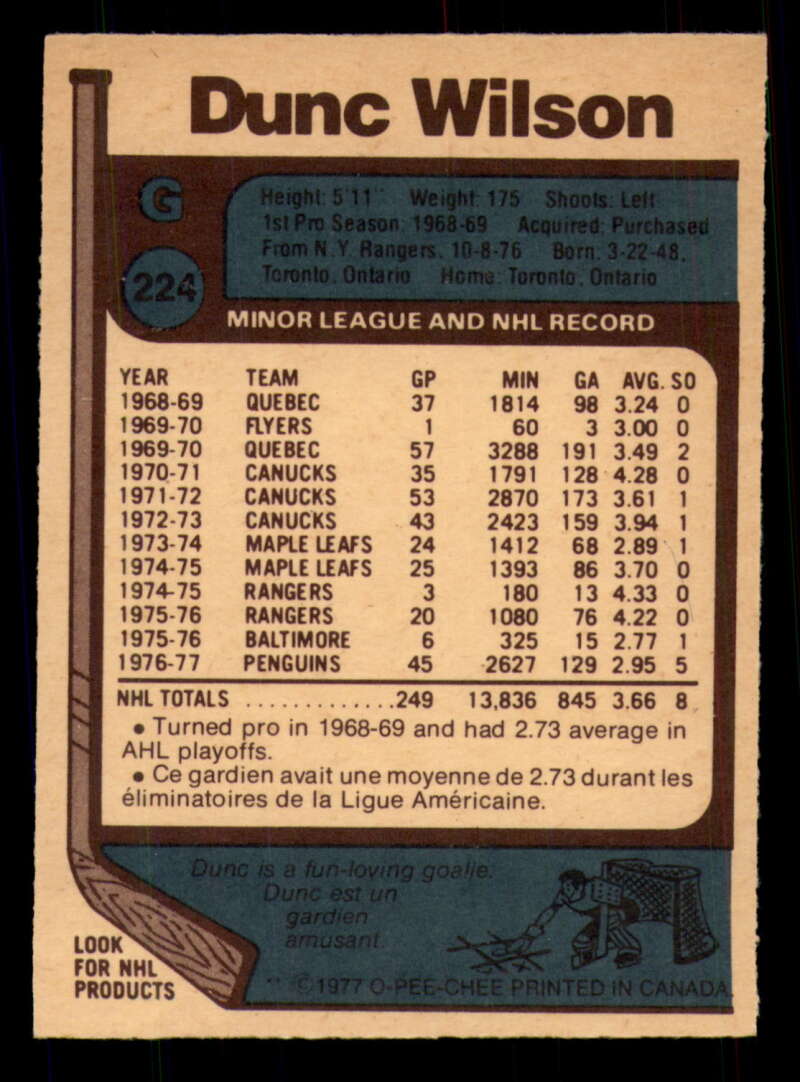 Dunc Wilson
G
Height: 5'11" Weight: 175 Shoots: Left
1st Pro Season: 1968-69 Acquired: Purchased
From N.Y. Rangers, 10-8-76 Born: 3-22-48,
Toronto, Ontario Home: Toronto, Ontario
224
MINOR LEAGUE AND NHL RECORD
YEAR TEAM GP MIN GA AVG. SO
1968-69 QUEBEC 37 1814 98 3.24 0
1969-70 FLYERS 1 60 3 3.00 0
1969-70 QUEBEC 57 3288 191 3.49 2
1970-71 CANUCKS 35 1791 128 4.28 0
1971-72 CANUCKS 53 2870 173 3.61 1
1972-73 CANUCKS 43 2423 159 3.94 1
1973-74 MAPLE LEAFS 24 1412 68 2.89 1
1974-75 MAPLE LEAFS 25 1393 86 3.70 0
1974-75 RANGERS 3 180 13 4.33 0
1975-76 RANGERS 20 1080 76 4.22 0
1975-76 BALTIMORE 6 325 15 2.77 1
1976-77 PENGUINS 45 2627 129 2.95 5
NHL TOTALS .............249 13,836 845 3.66 8
• Turned pro in 1968-69 and had 2.73 average in
AHL playoffs.
• Ce gardien avait une moyenne de 2.73 durant les
éliminatoires de la Ligue Américaine.
Dunc is a fun-loving goalie.
Dunc est un
gardien
amusant.
LOOK
FOR NHL
PRODUCTS
** ©1977 O-PEE-CHEE PRINTED IN CANADA